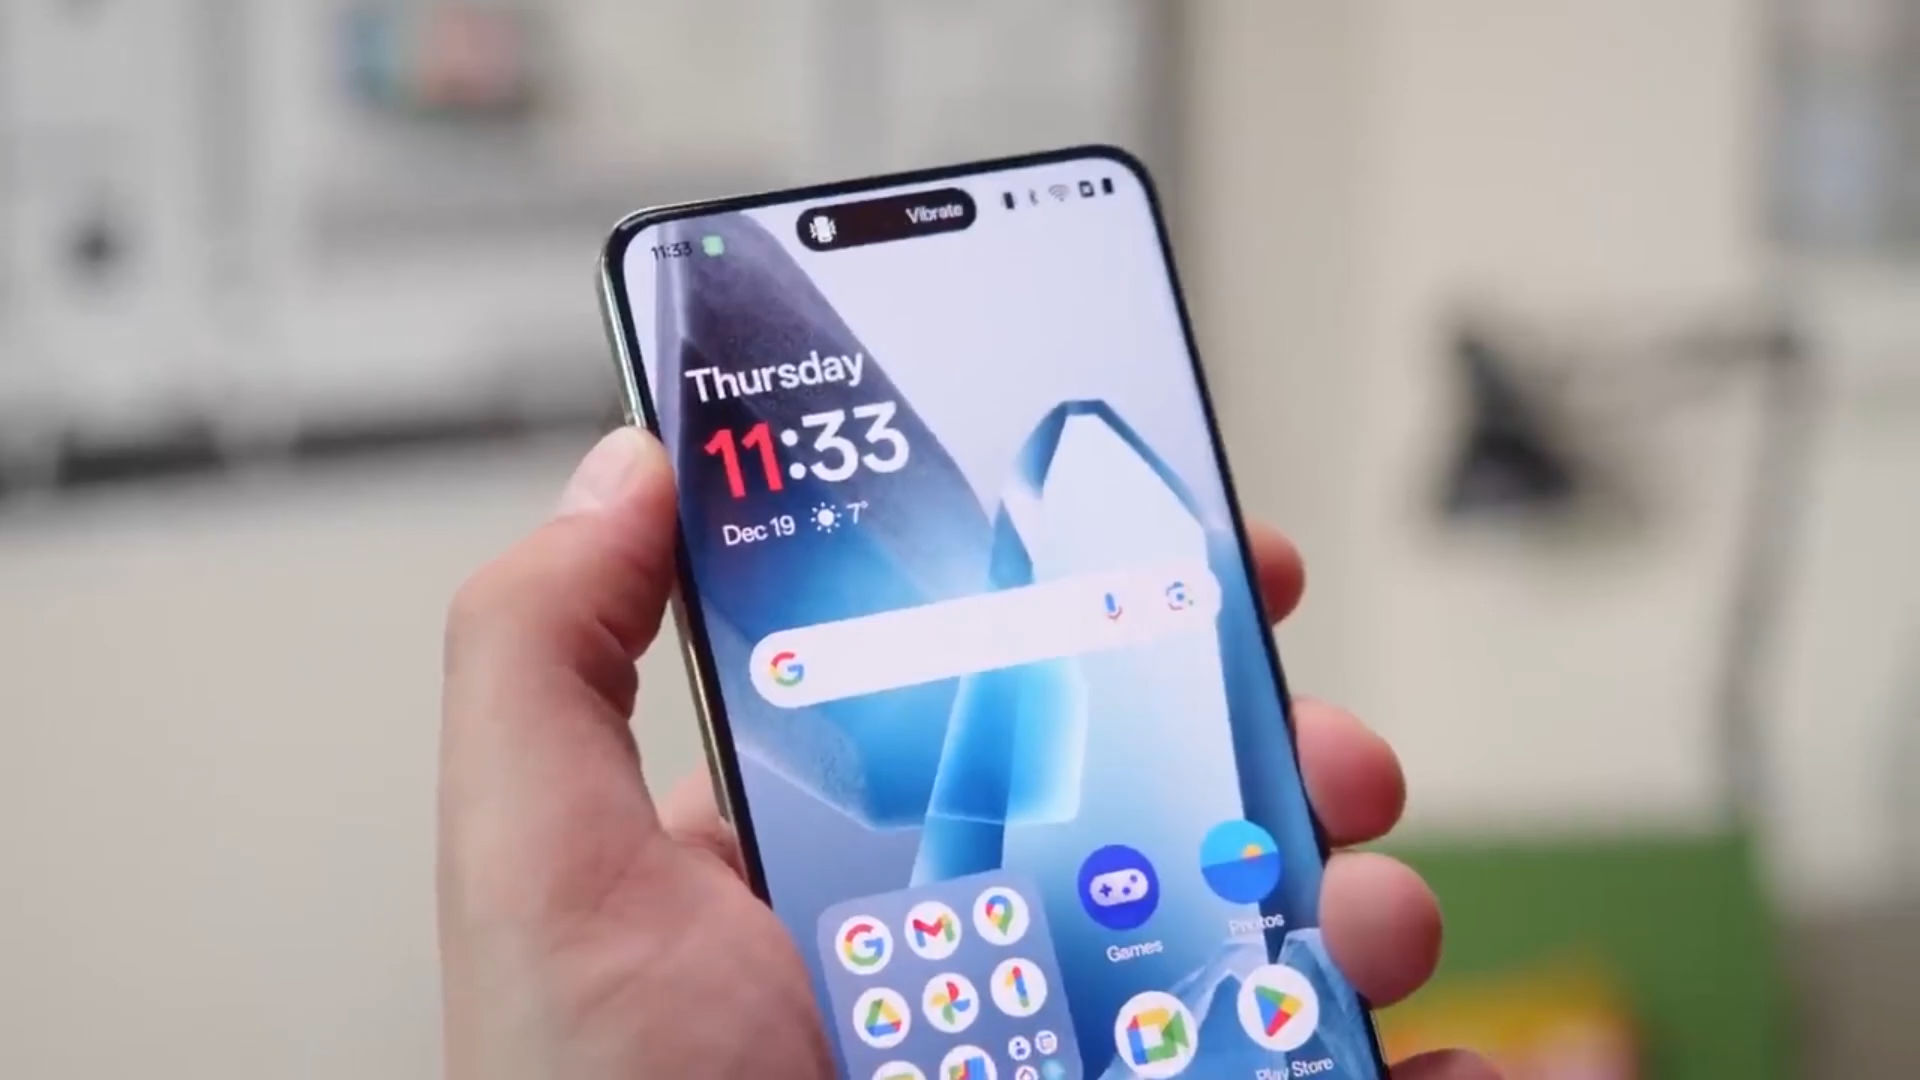 11:33
Vibrate
Thursday
11:33
Dec 19 7°
Games
Photos
Play Store